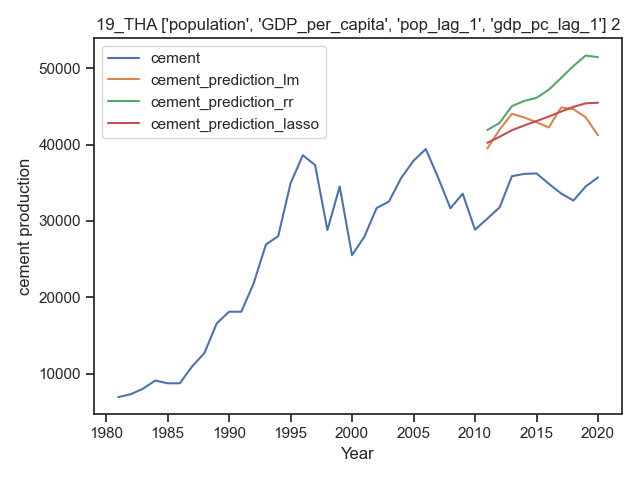 19_THA ['population', 'GDP_per_capita', 'pop_lag_1', 'gdp_pc_lag_1'] 2
cement
cement_prediction_lm
cement_prediction_rr
cement_prediction_lasso
50000
40000
30000
20000
10000
cement production
1980 1985 1990 1995 2000 2005 2010 2015 2020
Year